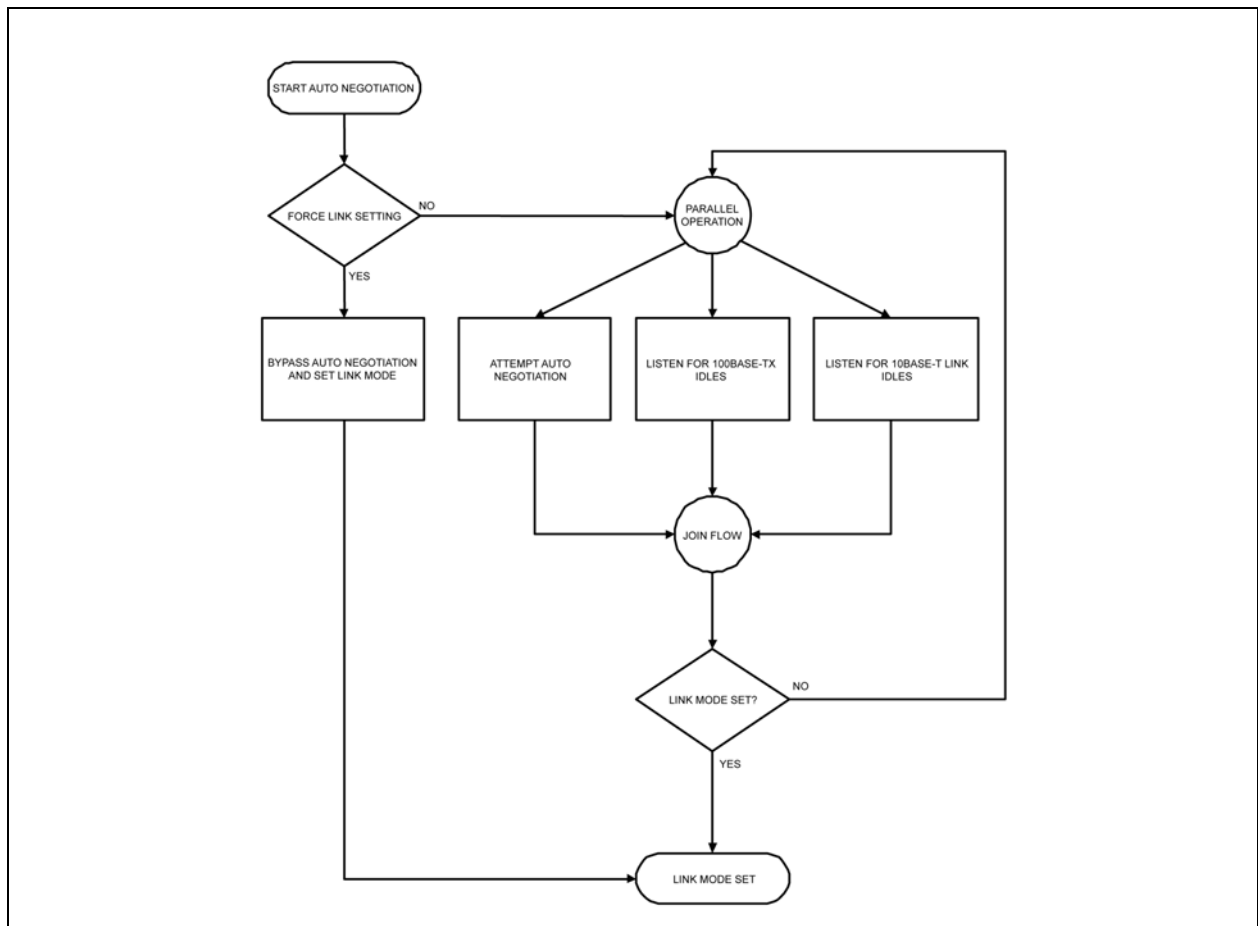 START AUTO NEGOTIATION
FORCE LINK SETTING
NO
PARALLEL
OPERATION
YES
BYPASS AUTO NEGOTIATION
AND SET LINK MODE
ATTEMPT AUTO
NEGOTIATION
LISTEN FOR 100BASE-TX
IDLES
LISTEN FOR 10BASE-T LINK
IDLES
JOIN FLOW
LINK MODE SET?
NO
YES
LINK MODE SET